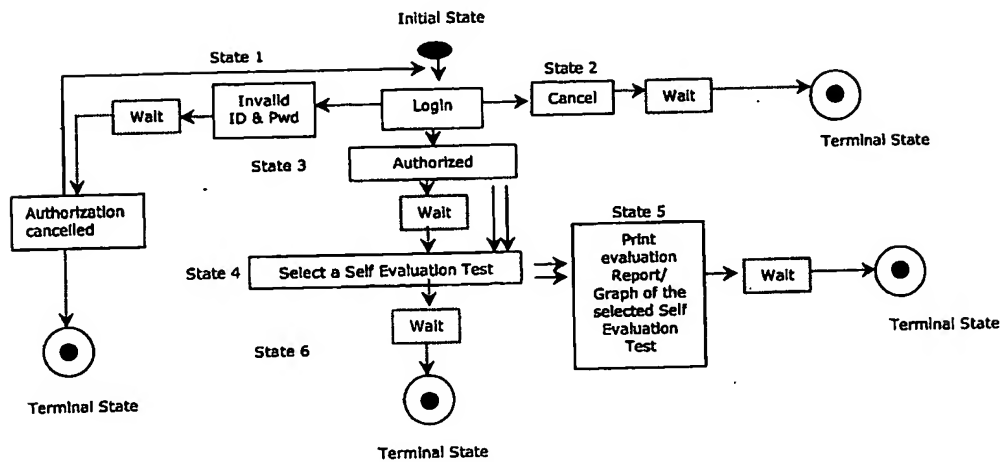 Initial State
State 1
State 2
Wait
Invalid
ID & Pwd
Login
Cancel
Wait
Terminal State
State 3
Authorized
Authorization
cancelled
Wait
State 5
State 4
Select a Self Evaluation Test
Print
evaluation
Report/
Graph of the
selected Self
Evaluation
Test
Wait
Terminal State
Wait
State 6
Terminal State
Terminal State